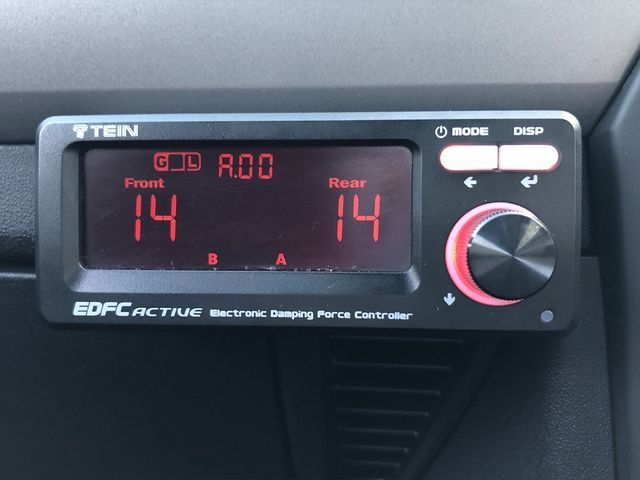 TEIN
MODE DISP
G L A.00
Front Rear
14 14
B A
EDFC ACTIVE Electronic Damping Force Controller